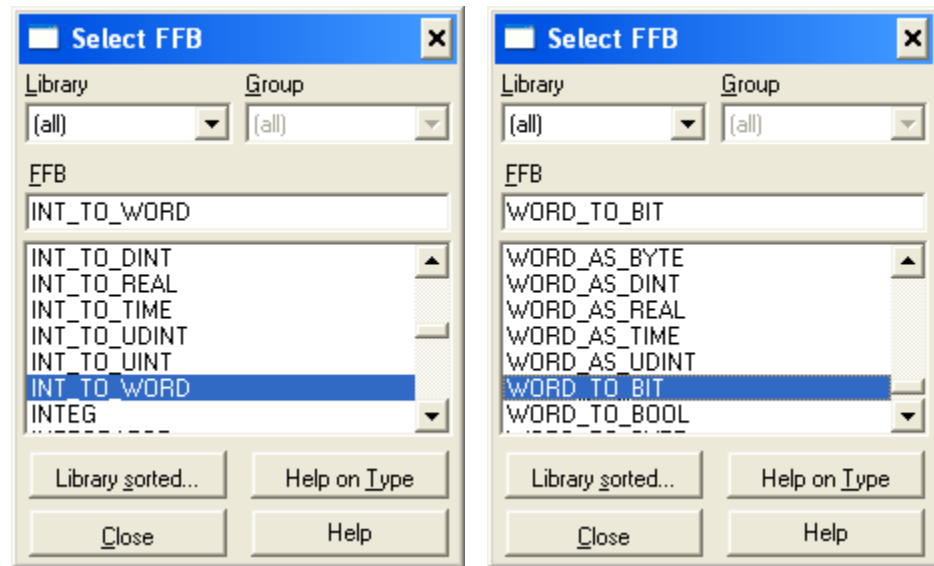 Select FFB
Library Group
(all) (all)
FFB
INT_TO_WORD
INT_TO_DINT
INT_TO_REAL
INT_TO_TIME
INT_TO_UDINT
INT_TO_UINT
INT_TO_WORD
INTEG
Library sorted... Help on Type
Close Help
Select FFB
Library Group
(all) (all)
FFB
WORD_TO_BIT
WORD_AS_BYTE
WORD_AS_DINT
WORD_AS_REAL
WORD_AS_TIME
WORD_AS_UDINT
WORD_TO_BIT
WORD_TO_BOOL
Library sorted... Help on Type
Close Help